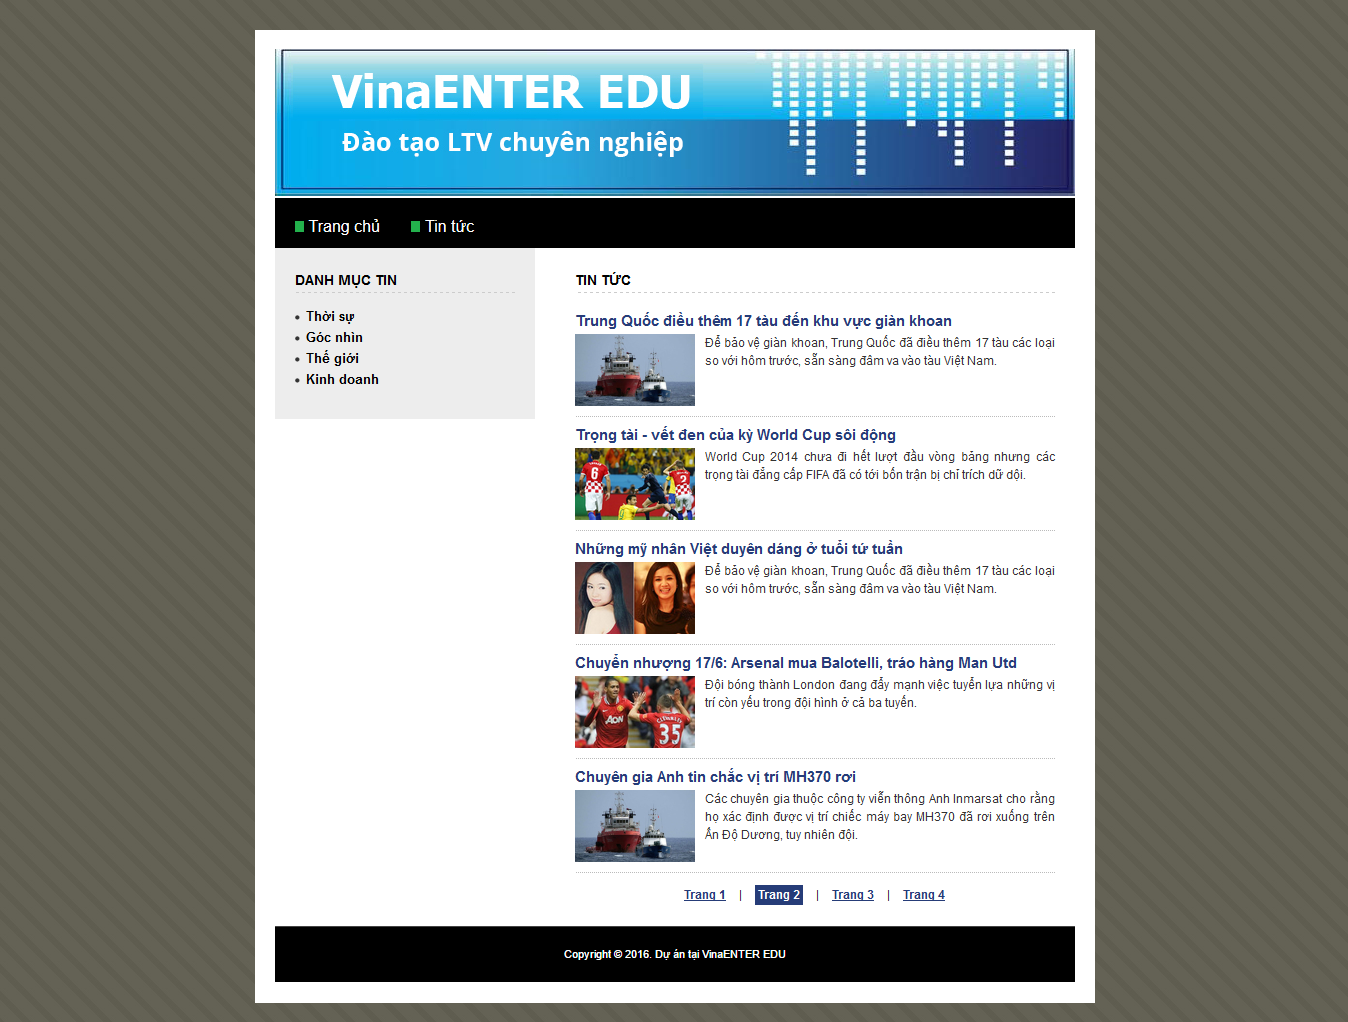 VinaENTER EDU
Đào tạo LTV chuyên nghiệp
Trang chủ
Tin tức
DANH MỤC TIN
Thời sự
Góc nhìn
Thế giới
Kinh doanh
TIN TỨC
Trung Quốc điều thêm 17 tàu đến khu vực giàn khoan
Để bảo vệ giàn khoan, Trung Quốc đã điều thêm 17 tàu các loại
so với hôm trước, sẵn sàng đâm va vào tàu Việt Nam.
Trọng tài - vết đen của kỳ World Cup sôi động
World Cup 2014 chưa đi hết lượt đầu vòng bảng nhưng các
trọng tài đẳng cấp FIFA đã có tới bốn trận bị chỉ trích dữ dội.
Những mỹ nhân Việt duyên dáng ở tuổi tứ tuần
Để bảo vệ giàn khoan, Trung Quốc đã điều thêm 17 tàu các loại
so với hôm trước, sẵn sàng đâm va vào tàu Việt Nam.
Chuyển nhượng 17/6: Arsenal mua Balotelli, tráo hàng Man Utd
AON
35
Đội bóng thành London đang đẩy mạnh việc tuyển lựa những vị
trí còn yếu trong đội hình ở cả ba tuyến.
Chuyên gia Anh tin chắc vị trí MH370 rơi
Các chuyên gia thuộc công ty viễn thông Anh Inmarsat cho rằng
họ xác định được vị trí chiếc máy bay MH370 đã rơi xuống trên
Ấn Độ Dương, tuy nhiên đội.
Trang 1 | Trang 2 | Trang 3 | Trang 4
Copyright © 2016. Dự án tại VinaENTER EDU